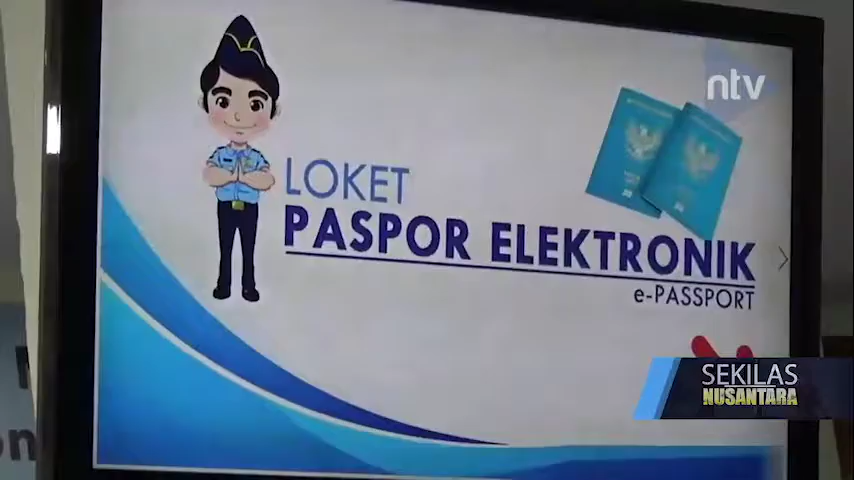 ntv
LOKET
PASPOR ELEKTRONIK
e-PASSPORT
SEKILAS
NUSANTARA